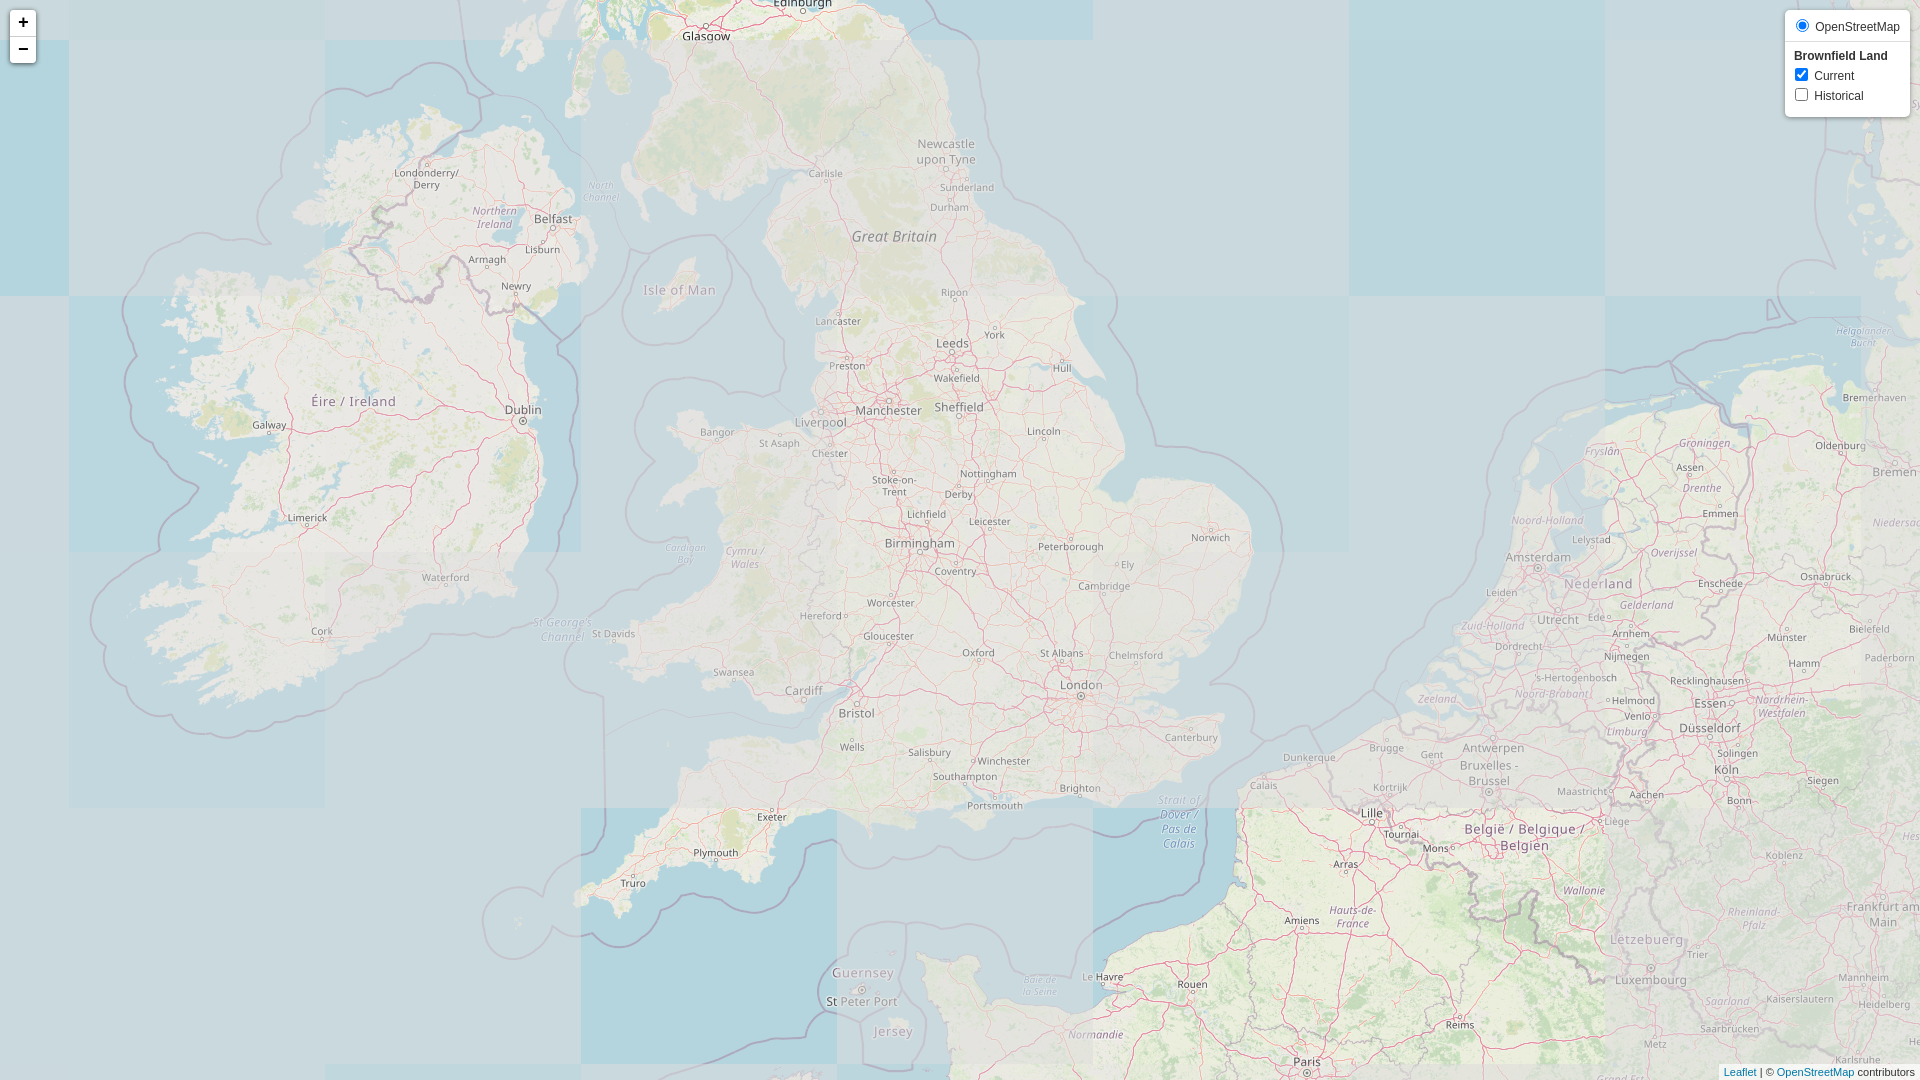 +
−
OpenStreetMap
Brownfield Land
Current
Historical
Edinburgh
Glasgow
Newcastle
upon Tyne
Londonderry/
Derry
Carlisle
Sunderland
North
Channel
Durham
Northern
Ireland
Belfast
Great Britain
Lisburn
Armagh
Newry
Isle of Man
Ripon
Lancaster
York
Leeds
Helgoländer
Bucht
Preston
Hull
Wakefield
Éire / Ireland
Dublin
Manchester
Sheffield
Bremerhaven
Galway
Liverpool
Bangor
St Asaph
Lincoln
Chester
Groningen
Oldenburg
Fryslân
Assen
Bremen
Nottingham
Stoke-on-
Trent
Derby
Drenthe
Limerick
Lichfield
Leicester
Emmen
Noord-Holland
Niedersac
Birmingham
Peterborough
Norwich
Lelystad
Cardigan
Bay
Cymru /
Wales
Amsterdam
Overijssel
Ely
Coventry
Waterford
Cambridge
Nederland
Enschede
Osnabrück
Leiden
Worcester
Gelderland
Hereford
St George's
Channel
Cork
St Davids
Gloucester
Zuid-Holland
Utrecht
Ede
Arnhem
Bielefeld
Münster
Oxford
St Albans
Chelmsford
Dordrecht
Nijmegen
Paderborn
Hamm
Swansea
's-Hertogenbosch
Recklinghausen
Cardiff
London
Zeeland
Noord-Brabant
Helmond
Essen
Nordrhein-
Westfalen
Bristol
Venlo
Limburg
Düsseldorf
Canterbury
Wells
Salisbury
Winchester
Dunkerque
Brugge
Gent
Antwerpen
Solingen
Bruxelles -
Brussel
Köln
Southampton
Brighton
Calais
Kortrijk
Maastricht
Aachen
Siegen
Portsmouth
Strait of
Dover /
Pas de
Calais
Bonn
Exeter
Lille
Tournai
België / Belgique /
Belgien
Liège
Mons
Plymouth
Arras
Koblenz
Truro
Wallonie
Hauts-de-
France
Amiens
Rheinland-
Pfalz
Frankfurt am
Main
Lëtzebuerg
Trier
Guernsey
St Peter Port
Le Havre
Baie de
la Seine
Rouen
Luxembourg
Mannheim
Saarland
Kaiserslautern
Heidelberg
Jersey
Normandie
Reims
Saarbrücken
Metz
Paris
Karlsruhe
Grand Est
Leaflet | © OpenStreetMap contributors